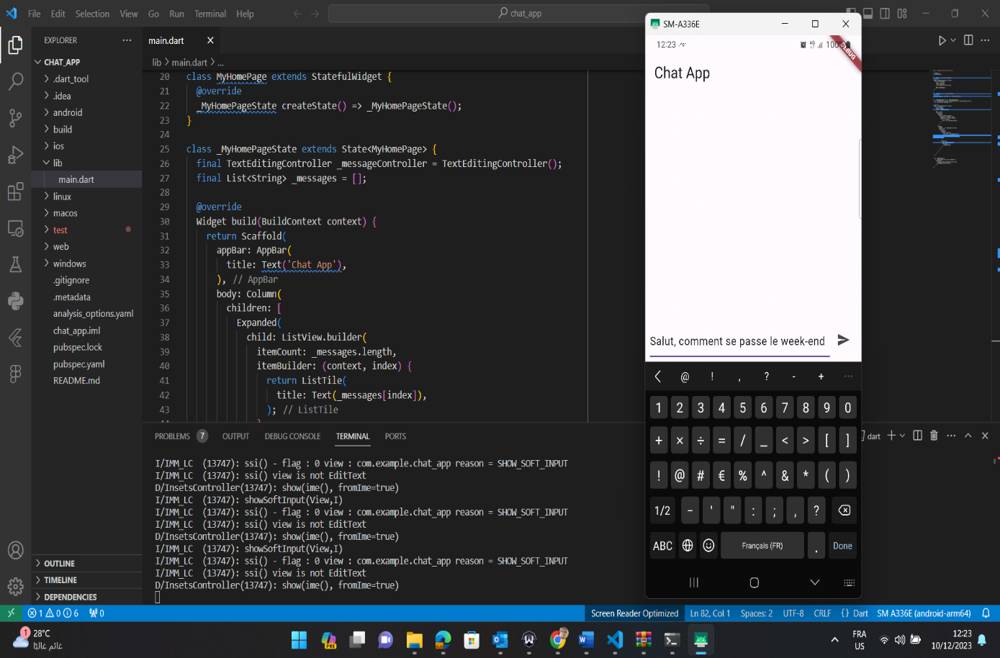 File Edit Selection View Go Run Terminal Help
chat_app
EXPLORER
CHAT_APP
.dart_tool
.idea
android
build
ios
lib
main.dart
linux
macos
test
web
windows
.gitignore
.metadata
analysis_options.yaml
chat_app.iml
pubspec.lock
pubspec.yaml
README.md
OUTLINE
TIMELINE
DEPENDENCIES
main.dart
lib > main.dart > ...
20 class MyHomePage extends StatefulWidget {
21 @override
22 _MyHomePageState createState() => _MyHomePageState();
23 }
24
25 class _MyHomePageState extends State<MyHomePage> {
26 final TextEditingController _messageController = TextEditingController();
27 final List<String> _messages = [];
28
29 @override
30 Widget build(BuildContext context) {
31 return Scaffold(
32 appBar: AppBar(
33 title: Text('Chat App'),
34 ), // AppBar
35 body: Column(
36 children: [
37 Expanded(
38 child: ListView.builder(
39 itemCount: _messages.length,
40 itemBuilder: (context, index) {
41 return ListTile(
42 title: Text(_messages[index]),
43 ); // ListTile
PROBLEMS 7 OUTPUT DEBUG CONSOLE TERMINAL PORTS
dart
I/IMM_LC (13747): ssi() - flag : 0 view : com.example.chat_app reason = SHOW_SOFT_INPUT
I/IMM_LC (13747): ssi() view is not EditText
D/InsetsController(13747): show(ime(), fromIme=true)
I/IMM_LC (13747): showSoftInput(View,I)
I/IMM_LC (13747): ssi() - flag : 0 view : com.example.chat_app reason = SHOW_SOFT_INPUT
I/IMM_LC (13747): ssi() view is not EditText
D/InsetsController(13747): show(ime(), fromIme=true)
I/IMM_LC (13747): showSoftInput(View,I)
I/IMM_LC (13747): ssi() - flag : 0 view : com.example.chat_app reason = SHOW_SOFT_INPUT
I/IMM_LC (13747): ssi() view is not EditText
D/InsetsController(13747): show(ime(), fromIme=true)
SM-A336E
12:23
Chat App
Salut, comment se passe le week-end
@ ! , ? - +
1 2 3 4 5 6 7 8 9 0
+ × ÷ = / _ < > [ ]
! @ # € % ^ & * ( )
1/2 - ' " : ; , ?
ABC Français (FR) . Done
1 0 6 0
Screen Reader Optimized Ln 82, Col 1 Spaces: 2 UTF-8 CRLF {} Dart SM A336E (android-arm64)
1
28°C
غائم غالبًا
PRE
FRA
US
12:23
10/12/2023